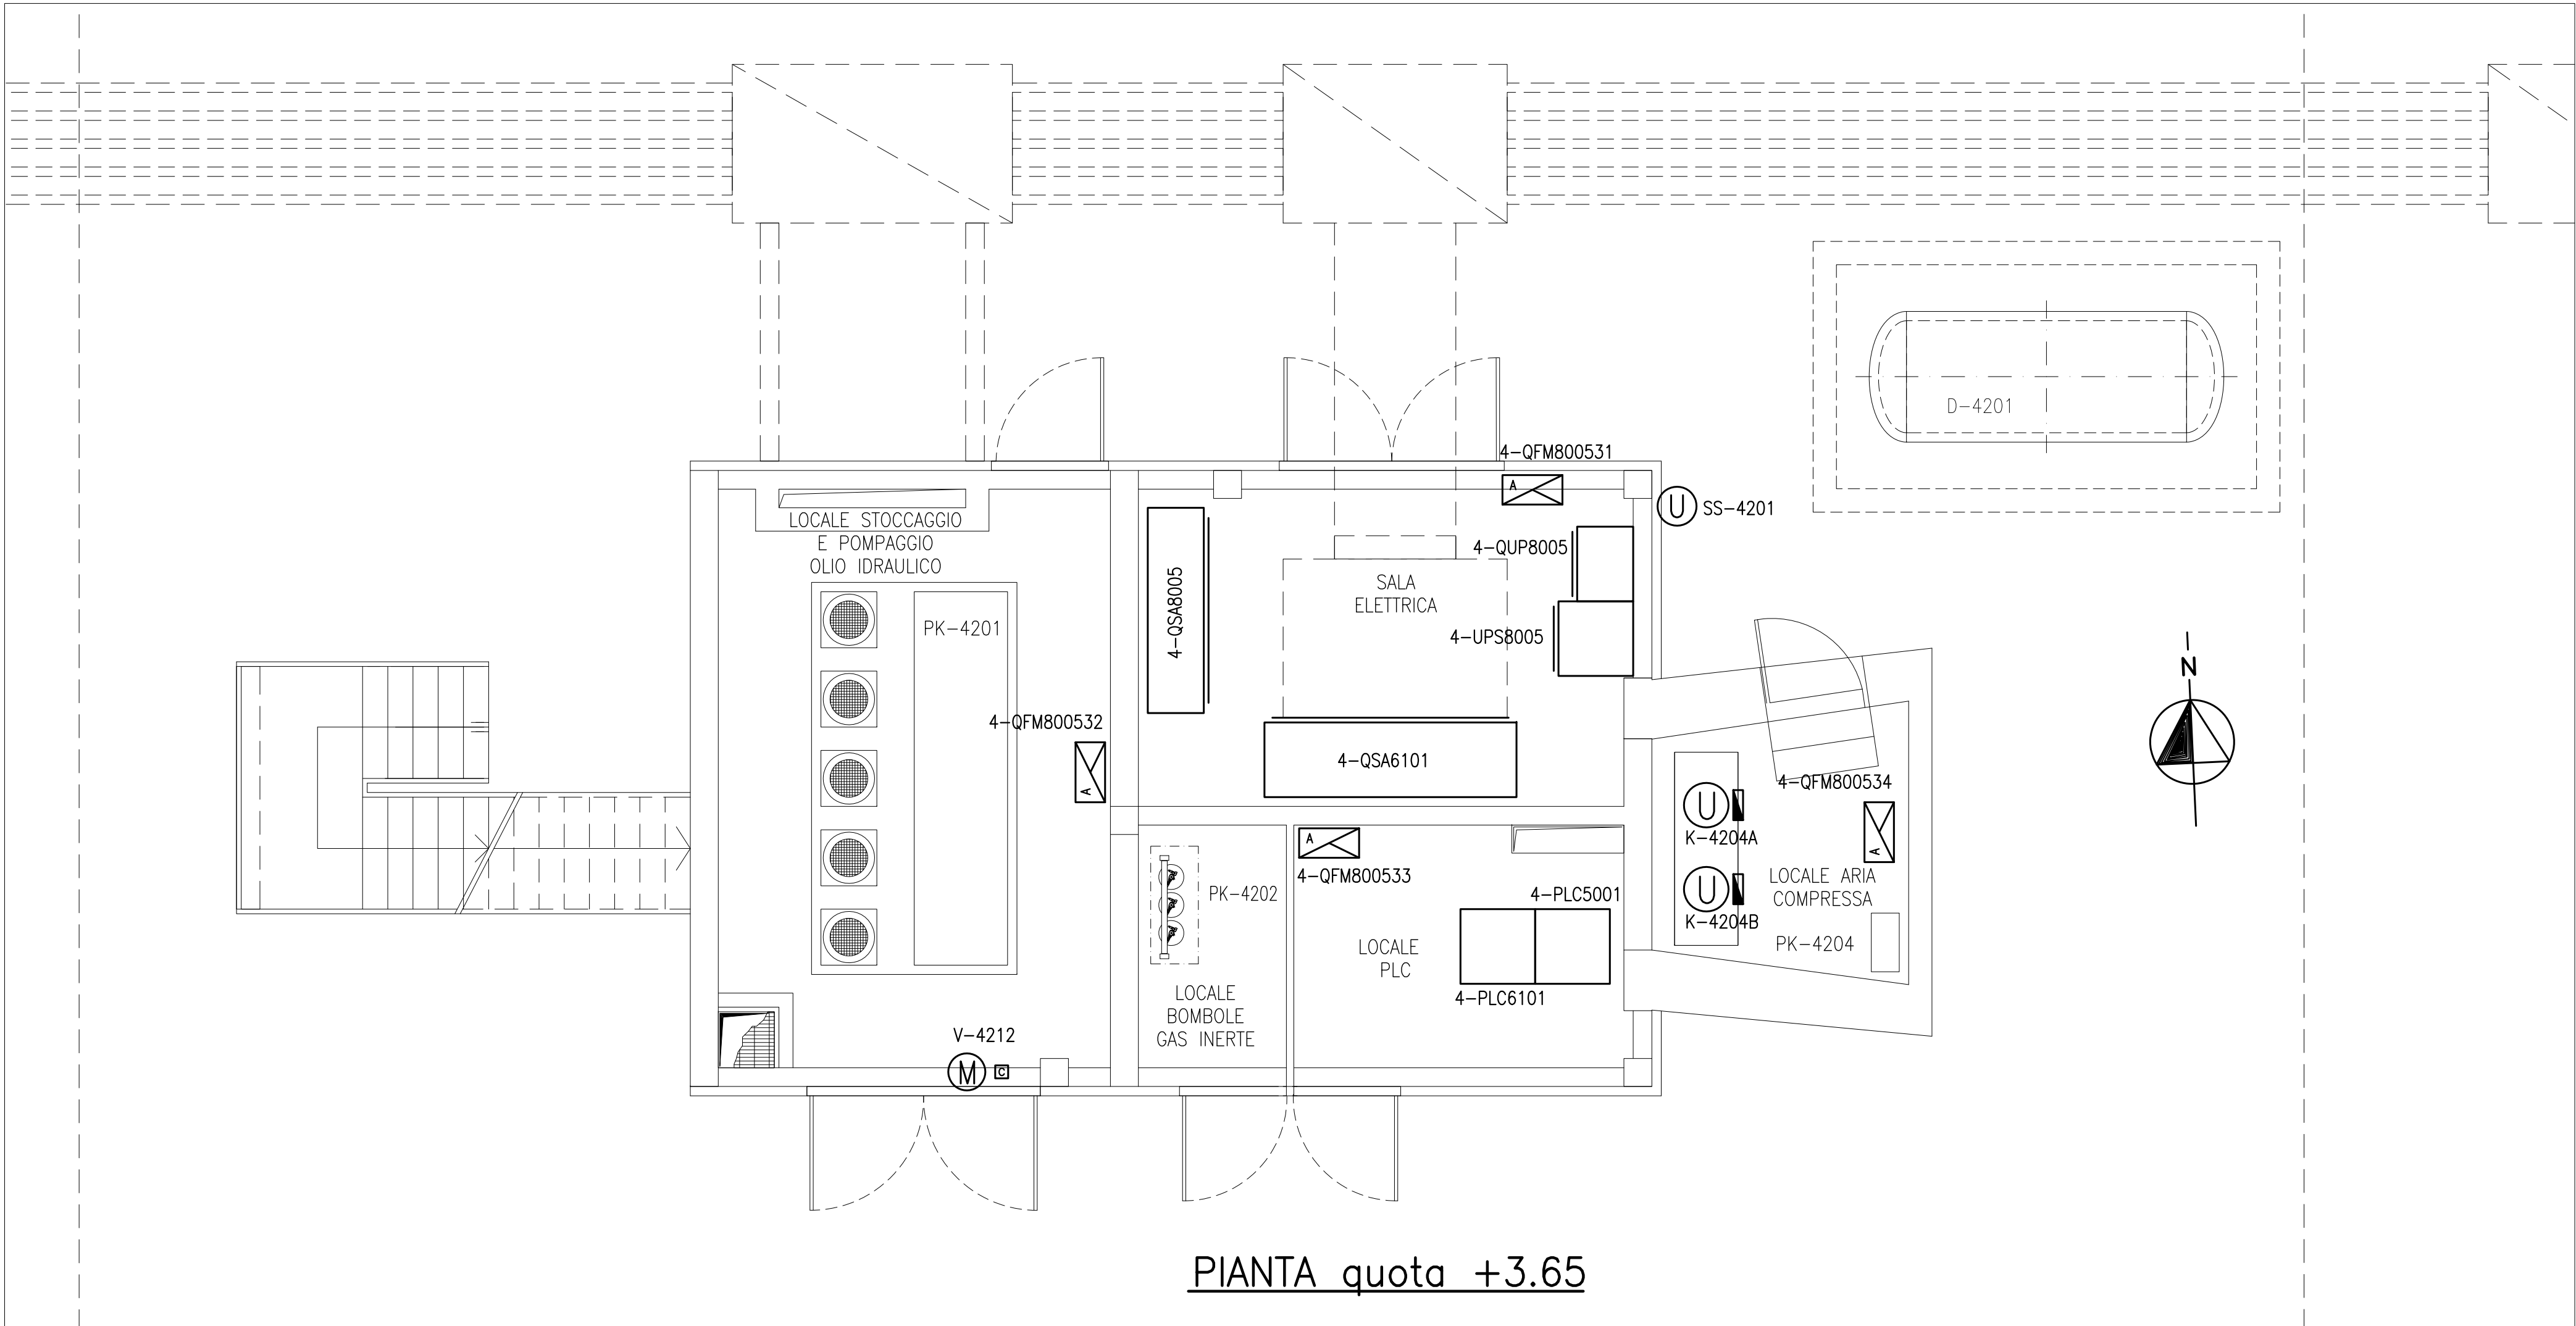 D-4201
4-QFM800531
SS-4201
LOCALE STOCCAGGIO
E POMPAGGIO
OLIO IDRAULICO
A
4-QUP8005
4-QSA8005
SALA
ELETTRICA
PK-4201
4-UPS8005
N
4-QFM800532
A
4-QSA6101
4-QFM800534
A
U
U
K-4204A
U
K-4204B
LOCALE ARIA
COMPRESSA
PK-4204
A
4-QFM800533
PK-4202
4-PLC5001
LOCALE
PLC
4-PLC6101
LOCALE
BOMBOLE
GAS INERTE
V-4212
M
C
PIANTA quota +3.65